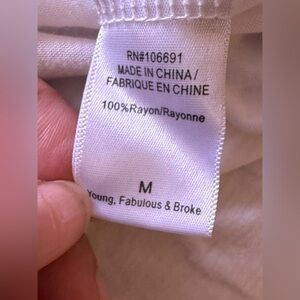 RN#106691
MADE IN CHINA/
FABRIQUE EN CHINE
100%Rayon/Rayonne
M
Young, Fabulous & Broke